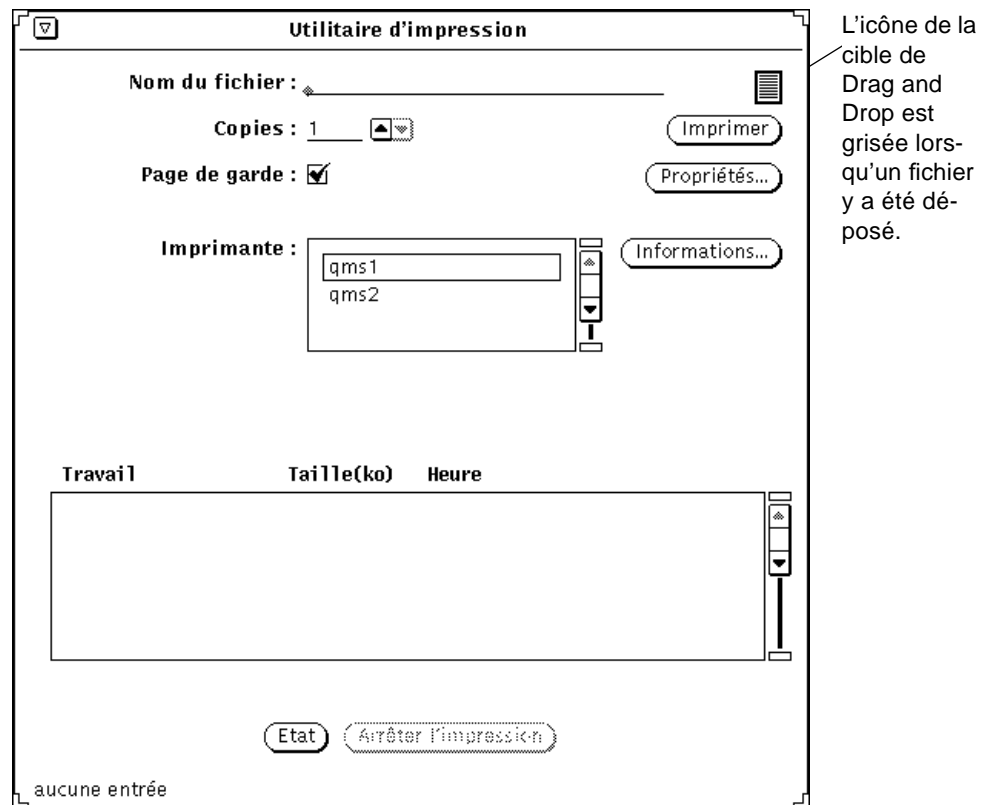 Utilitaire d'impression
Nom du fichier :
Copies : 1
Imprimer
Page de garde :
Propriétés...
Imprimante :
qms1
qms2
Informations...
Travail Taille(ko) Heure
Etat
Arrêter l'impression
aucune entrée
L'icône de la
cible de
Drag and
Drop est
grisée lors-
qu'un fichier
y a été dé-
posé.